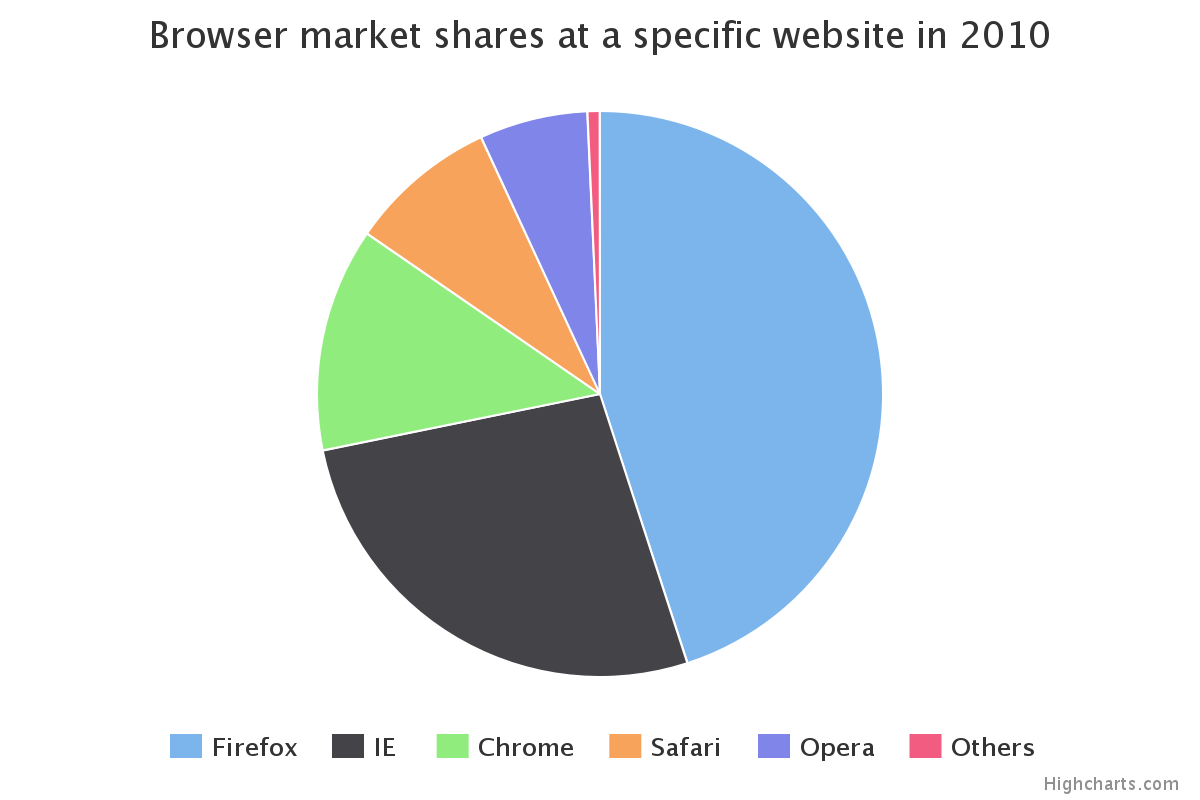 Browser market shares at a specific website in 2010
Firefox IE Chrome Safari Opera Others
Highcharts.com